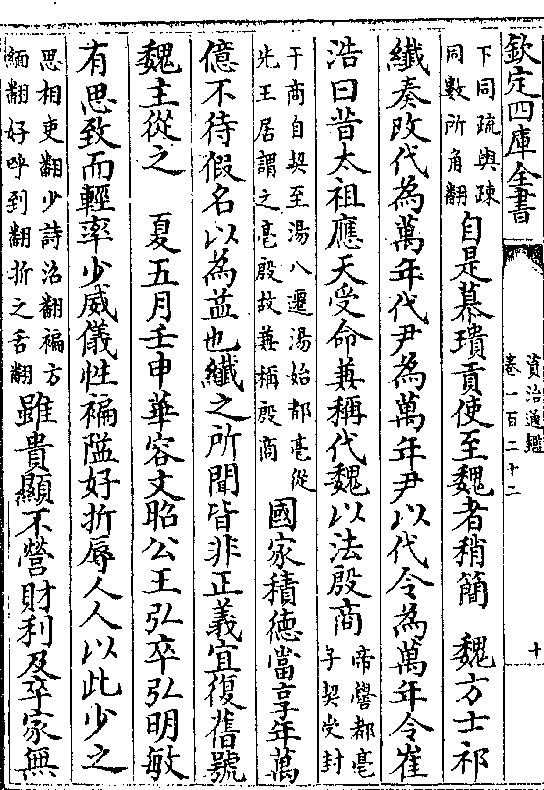 欽定四庫全書
資治通鑑
卷一百二十二
十
下同疏與踈
同數所角翻
自是慕璝貢使至魏者稍簡　魏方士祁
纖奏改代為萬年代尹為萬年尹以代令為萬年令崔
浩曰昔太祖應天受命兼稱代魏以法殷商
帝嚳都亳
子契受封
于商自契至湯八遷湯始都亳從
先王居謂之亳殷故兼稱殷商
國家積德當享年萬
億不待假名以為益也纖之所聞皆非正義宜復舊號
魏主從之　夏五月壬申華容文昭公王弘卒弘明敏
有思致而輕率少威儀性褊隘好折辱人人以此少之
思相吏翻少詩沼翻褊方
緬翻好呼到翻折之舌翻
雖貴顯不營財利及卒家無